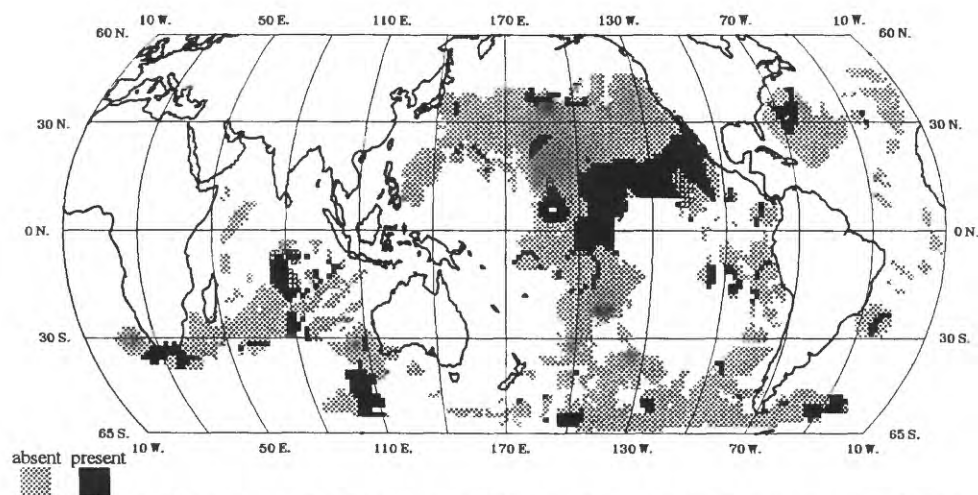 10 W. 50 E. 110 E. 170 E. 130 W. 70 W. 10 W.
60 N. 60 N.
30 N. 30 N.
0 N. 0 N.
30 S. 30 S.
65 S. 65 S.
10 W. 50 E. 110 E. 170 E. 130 W. 70 W. 10 W.
absent present